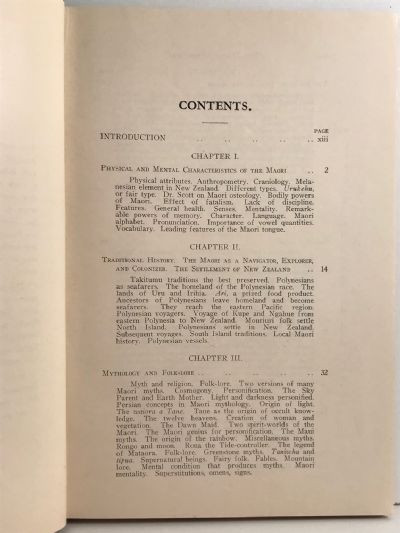 CONTENTS.
PAGE
INTRODUCTION .. .. .. .. .. xiii
CHAPTER I.
PHYSICAL AND MENTAL CHARACTERISTICS OF THE MAORI .. 2
Physical attributes. Anthropometry. Craniology. Mela-
nesian element in New Zealand. Different types. Urukehu,
or fair type. Dr. Scott on Maori osteology. Bodily powers
of Maori. Effect of fatalism. Lack of discipline.
Features. General health. Senses. Mentality. Remark-
able powers of memory. Character. Language. Maori
alphabet. Pronunciation. Importance of vowel quantities.
Vocabulary. Leading features of the Maori tongue.
CHAPTER II.
TRADITIONAL HISTORY. THE MAORI AS A NAVIGATOR, EXPLORER,
AND COLONIZER. THE SETTLEMENT OF NEW ZEALAND .. 14
Takitumu traditions the best preserved. Polynesians
as seafarers. The homeland of the Polynesian race. The
lands of Uru and Irihia. Ari, a prized food product.
Ancestors of Polynesians leave homeland and become
seafarers. They reach the eastern Pacific region.
Polynesian voyagers. Voyage of Kupe and Ngahue from
eastern Polynesia to New Zealand. Mouriuri folk settle
North Island. Polynesians settle in New Zealand.
Subsequent voyages. South Island traditions. Local Maori
history. Polynesian vessels.
CHAPTER III.
MYTHOLOGY AND FOLK-LORE .. .. .. .. 32
Myth and religion. Folk-lore. Two versions of many
Maori myths. Cosmogony. Personification. The Sky
Parent and Earth Mother. Light and darkness personified.
Persian concepts in Maori mythology. Origin of light.
The whanau a Tane. Tane as the origin of occult know-
ledge. The twelve heavens. Creation of woman and
vegetation. The Dawn Maid. Two spirit-worlds of the
Maori. The Maori genius for personification. The Maui
myths. The origin of the rainbow. Miscellaneous myths.
Rongo and moon. Rona the Tide-controller. The legend
of Mataora. Folk-lore. Greenstone myths. Taniwha and
tipua. Supernatural beings. Fairy folk. Fables. Mountain
lore. Mental condition that produces myths. Maori
mentality. Superstitions, omens, signs.